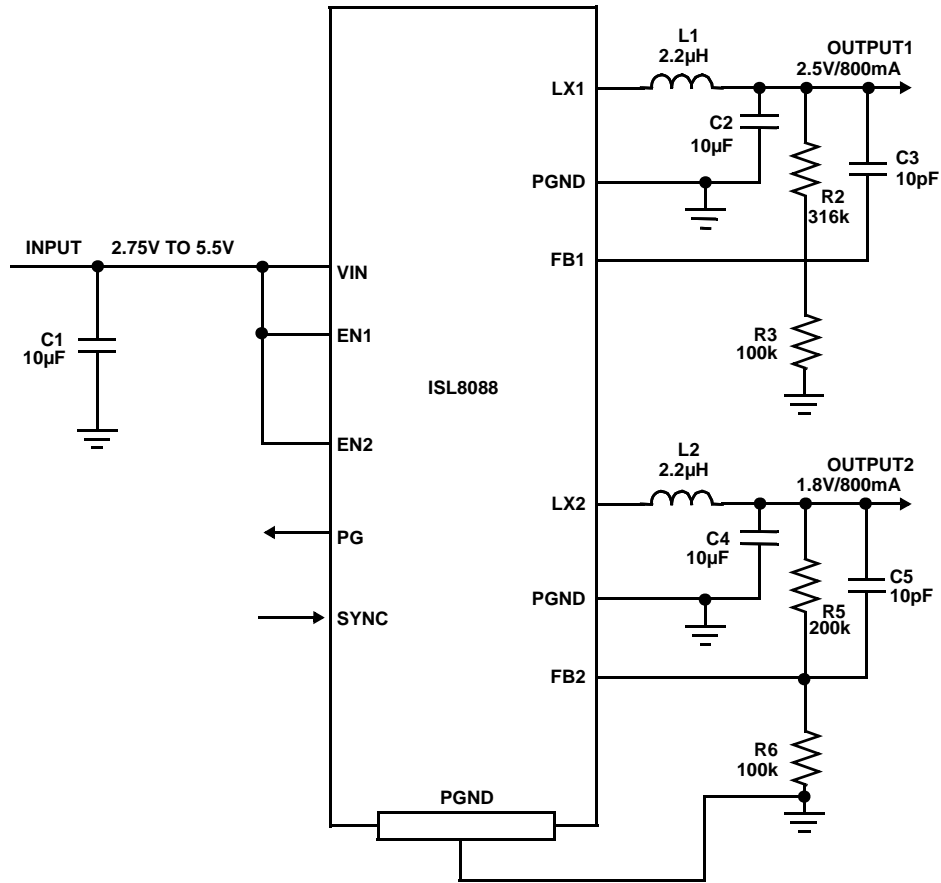 L1
2.2µH
OUTPUT1
2.5V/800mA
LX1
C2
10µF
C3
10pF
PGND
R2
316k
INPUT
2.75V TO 5.5V
FB1
VIN
C1
10µF
EN1
R3
100k
ISL8088
EN2
L2
2.2µH
OUTPUT2
1.8V/800mA
LX2
PG
C4
10µF
C5
10pF
PGND
R5
200k
SYNC
FB2
R6
100k
PGND